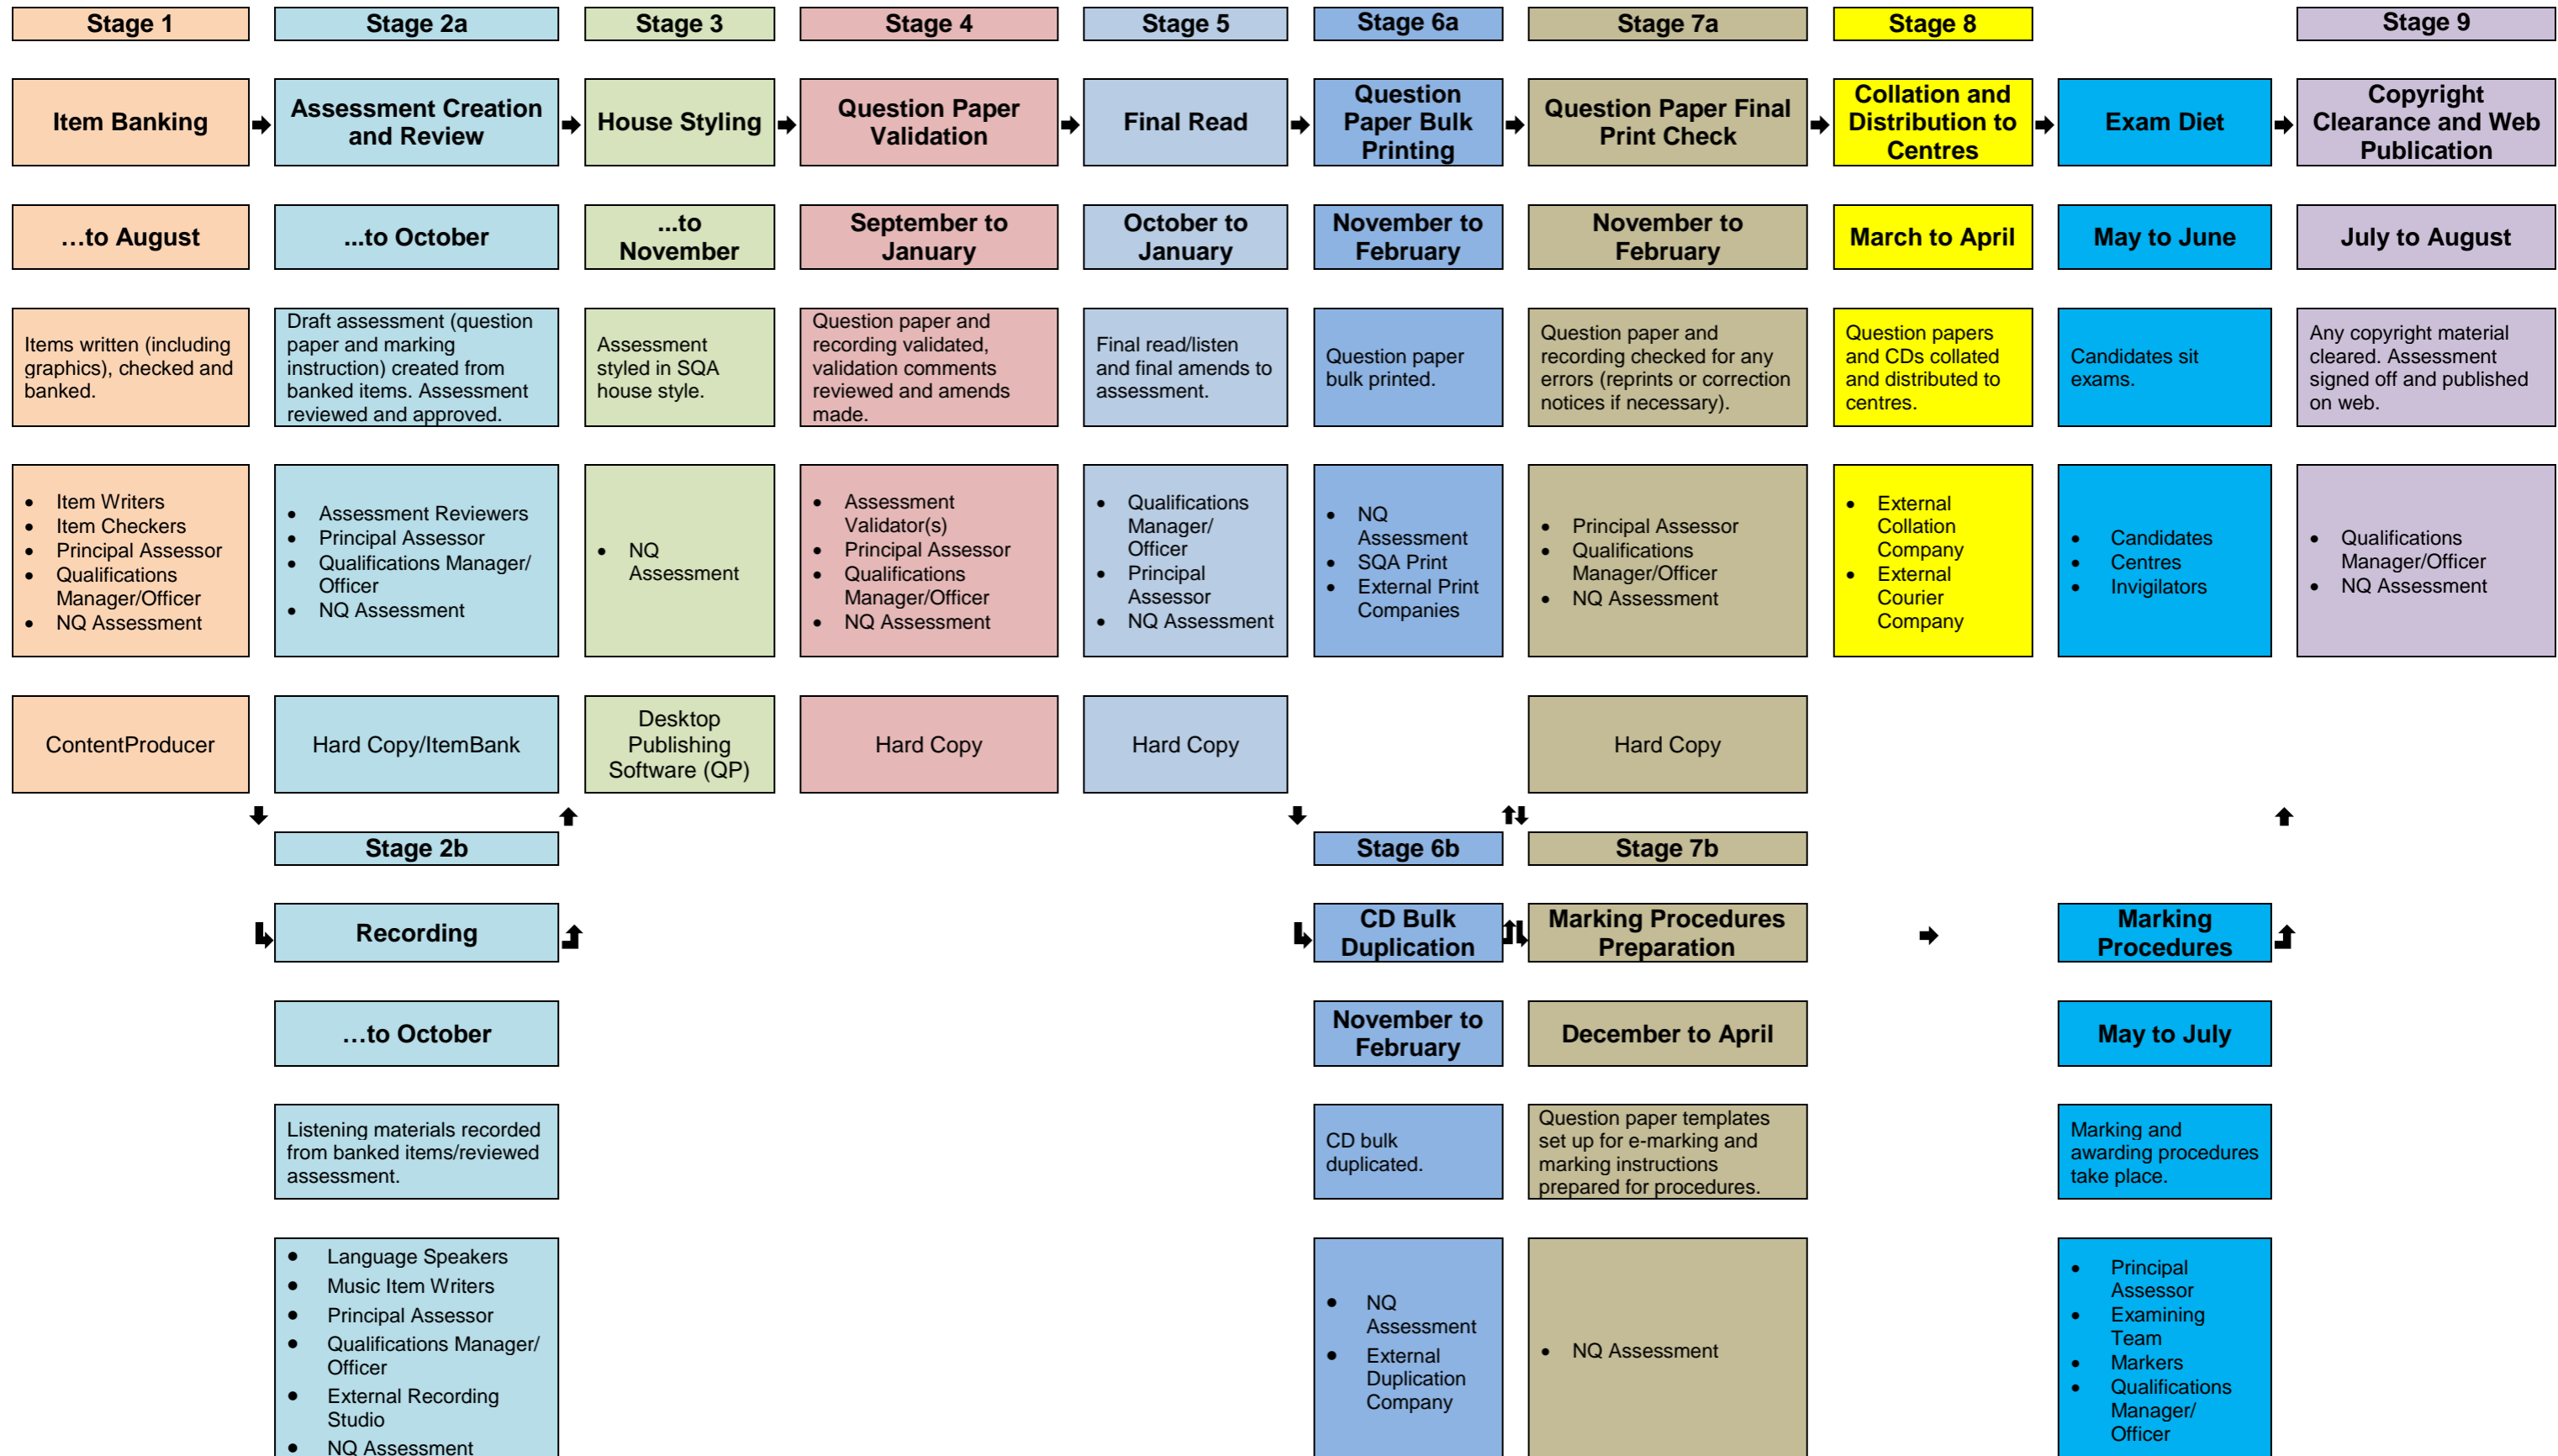 Stage 1
Stage 2a
Stage 3
Stage 4
Stage 5
Stage 6a
Stage 7a
Stage 8
Stage 9
Item Banking
Assessment Creation
and Review
House Styling
Question Paper
Validation
Final Read
Question
Paper Bulk
Printing
Question Paper Final
Print Check
Collation and
Distribution to
Centres
Exam Diet
Copyright
Clearance and Web
Publication
…to August
...to October
...to
November
September to
January
October to
January
November to
February
November to
February
March to April
May to June
July to August
Items written (including
graphics), checked and
banked.
Draft assessment (question
paper and marking
instruction) created from
banked items. Assessment
reviewed and approved.
Assessment
styled in SQA
house style.
Question paper and
recording validated,
validation comments
reviewed and amends
made.
Final read/listen
and final amends to
assessment.
Question paper
bulk printed.
Question paper and
recording checked for any
errors (reprints or correction
notices if necessary).
Question papers
and CDs collated
and distributed to
centres.
Candidates sit
exams.
Any copyright material
cleared. Assessment
signed off and published
on web.
• Item Writers
• Item Checkers
• Principal Assessor
• Qualifications
Manager/Officer
• NQ Assessment
• Assessment Reviewers
• Principal Assessor
• Qualifications Manager/
Officer
• NQ Assessment
• NQ
Assessment
• Assessment
Validator(s)
• Principal Assessor
• Qualifications
Manager/Officer
• NQ Assessment
• Qualifications
Manager/
Officer
• Principal
Assessor
• NQ Assessment
• NQ
Assessment
• SQA Print
• External Print
Companies
• Principal Assessor
• Qualifications
Manager/Officer
• NQ Assessment
• External
Collation
Company
• External
Courier
Company
• Candidates
• Centres
• Invigilators
• Qualifications
Manager/Officer
• NQ Assessment
ContentProducer
Hard Copy/ItemBank
Desktop
Publishing
Software (QP)
Hard Copy
Hard Copy
Hard Copy
Stage 2b
Stage 6b
Stage 7b
Recording
CD Bulk
Duplication
Marking Procedures
Preparation
Marking
Procedures
…to October
November to
February
December to April
May to July
Listening materials recorded
from banked items/reviewed
assessment.
CD bulk
duplicated.
Question paper templates
set up for e-marking and
marking instructions
prepared for procedures.
Marking and
awarding procedures
take place.
• Language Speakers
• Music Item Writers
• Principal Assessor
• Qualifications Manager/
Officer
• External Recording
Studio
• NQ Assessment
• NQ
Assessment
• External
Duplication
Company
• NQ Assessment
• Principal
Assessor
• Examining
Team
• Markers
• Qualifications
Manager/
Officer